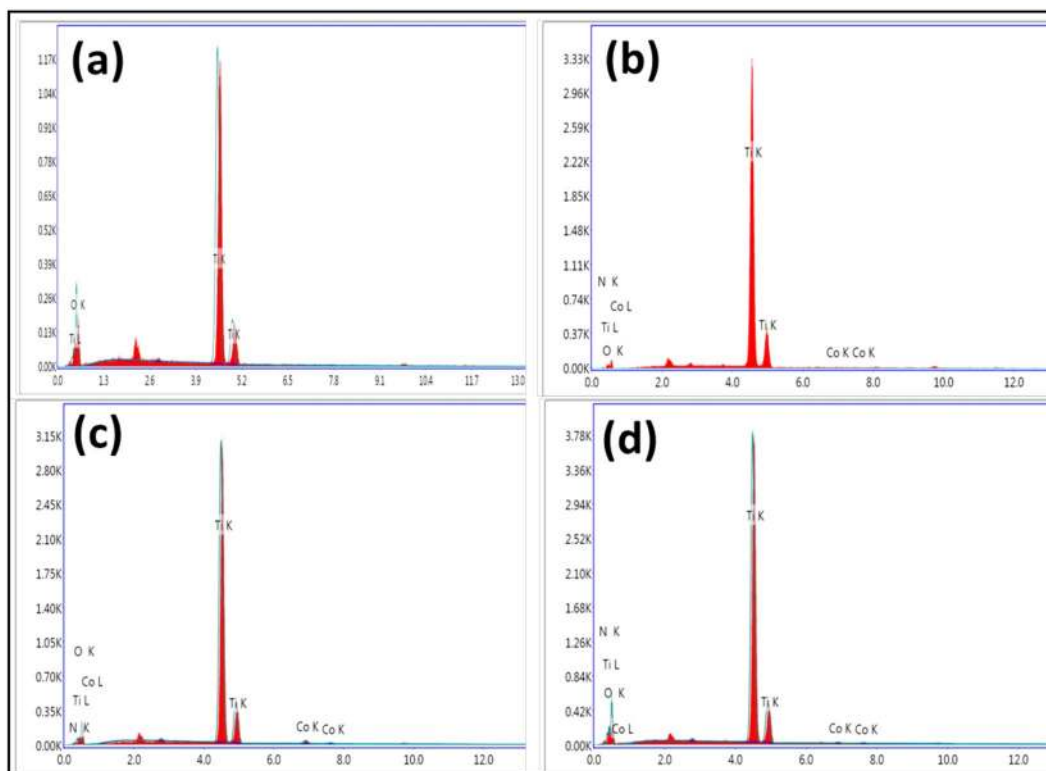 (a)
1.17K
1.04K
0.91K
0.78K
0.65K
0.52K
0.39K
0.26K
0.13K
0.00K
Ti K
O K
Ti L
Ti K
0.0 1.3 2.6 3.9 5.2 6.5 7.8 9.1 10.4 11.7 13.0
(b)
3.33K
2.96K
2.59K
2.22K
1.85K
1.48K
1.11K
0.74K
0.37K
0.00K
Ti K
N K
Co L
Ti L
O K
Ti K
Co K Co K
0.0 2.0 4.0 6.0 8.0 10.0 12.0
(c)
3.15K
2.80K
2.45K
2.10K
1.75K
1.40K
1.05K
0.70K
0.35K
0.00K
Ti K
O K
Co L
Ti L
N K
Ti K
Co K Co K
0.0 2.0 4.0 6.0 8.0 10.0 12.0
(d)
3.78K
3.36K
2.94K
2.52K
2.10K
1.68K
1.26K
0.84K
0.42K
0.00K
Ti K
N K
Ti L
O K
Co L
Ti K
Co K Co K
0.0 2.0 4.0 6.0 8.0 10.0 12.0